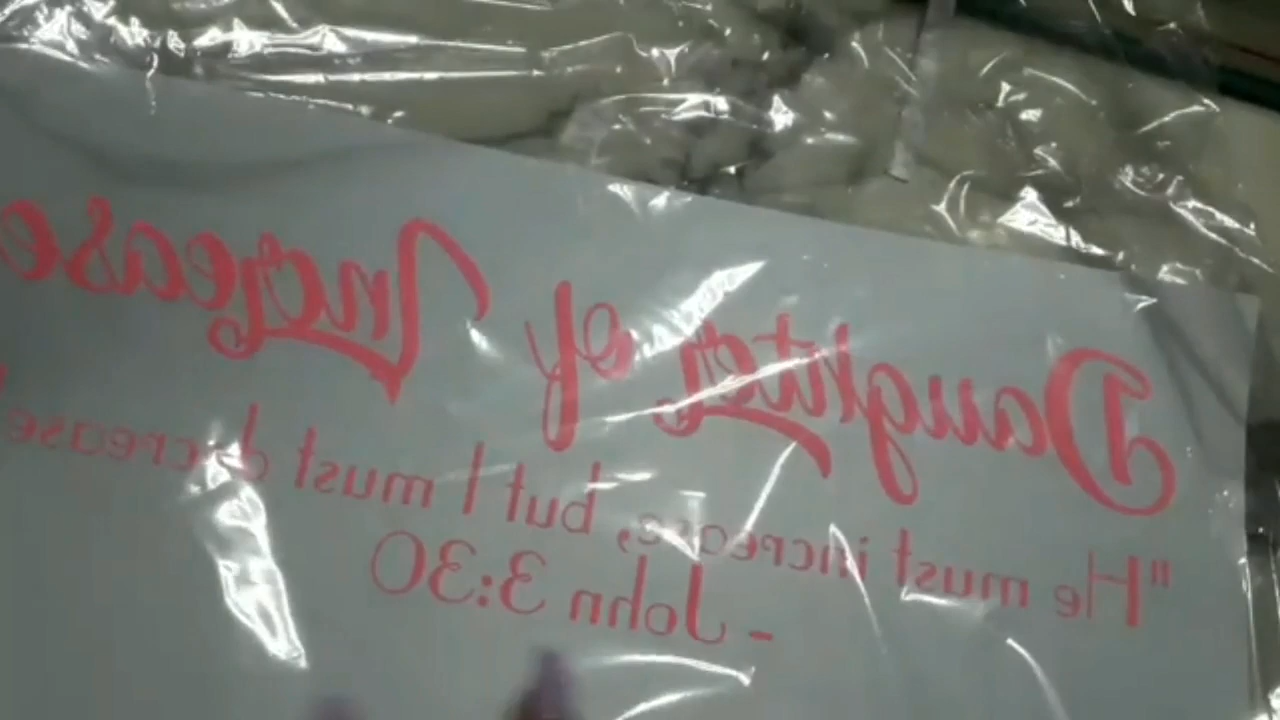 Daughter of Increase
"He must increase, but I must decrease
- John 3:30